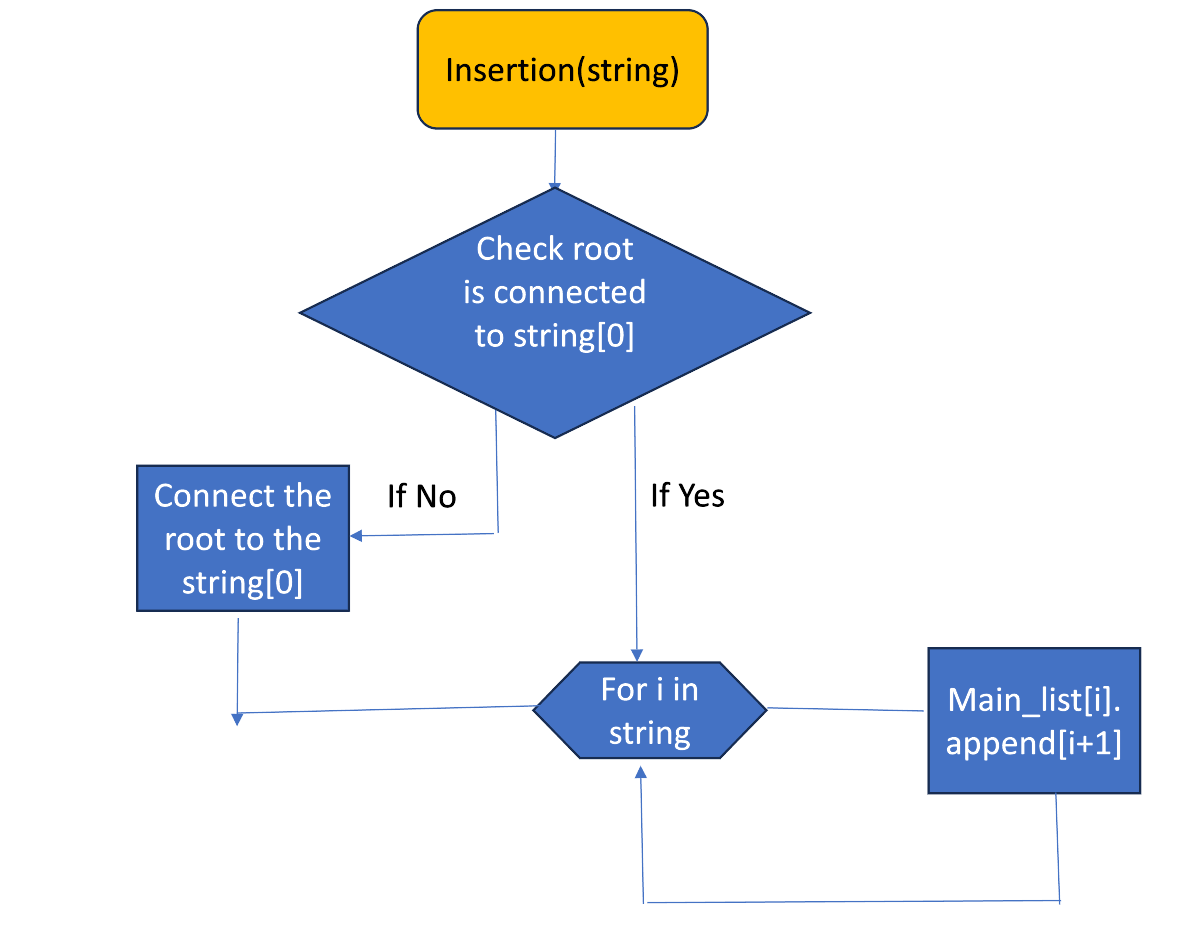 Insertion(string)
Check root
is connected
to string[0]
If No
If Yes
Connect the
root to the
string[0]
For i in
string
Main_list[i].
append[i+1]